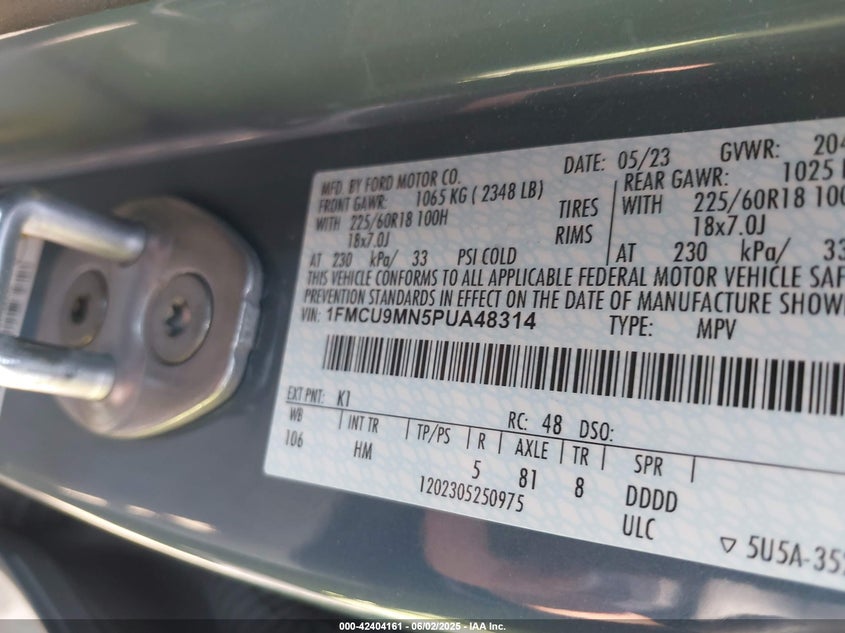 MFD. BY FORD MOTOR CO. DATE: 05/23 GVWR: 204
FRONT GAWR: 1065 KG ( 2348 LB) REAR GAWR: 1025
WITH 225/60R18 100H TIRES WITH 225/60R18 100
18x7.0J RIMS 18x7.0J
AT 230 kPa/ 33 PSI COLD AT 230 kPa/ 33
THIS VEHICLE CONFORMS TO ALL APPLICABLE FEDERAL MOTOR VEHICLE SAF
PREVENTION STANDARDS IN EFFECT ON THE DATE OF MANUFACTURE SHOW
VIN: 1FMCU9MN5PUA48314 TYPE: MPV
EXT PNT: K1 RC: 48 DSO:
WB INT TR TP/PS R AXLE TR SPR
106 HM 5 81 8 DDDD
1202305250975 ULC
5U5A-35
000-42404161 - 06/02/2025 - IAA Inc.